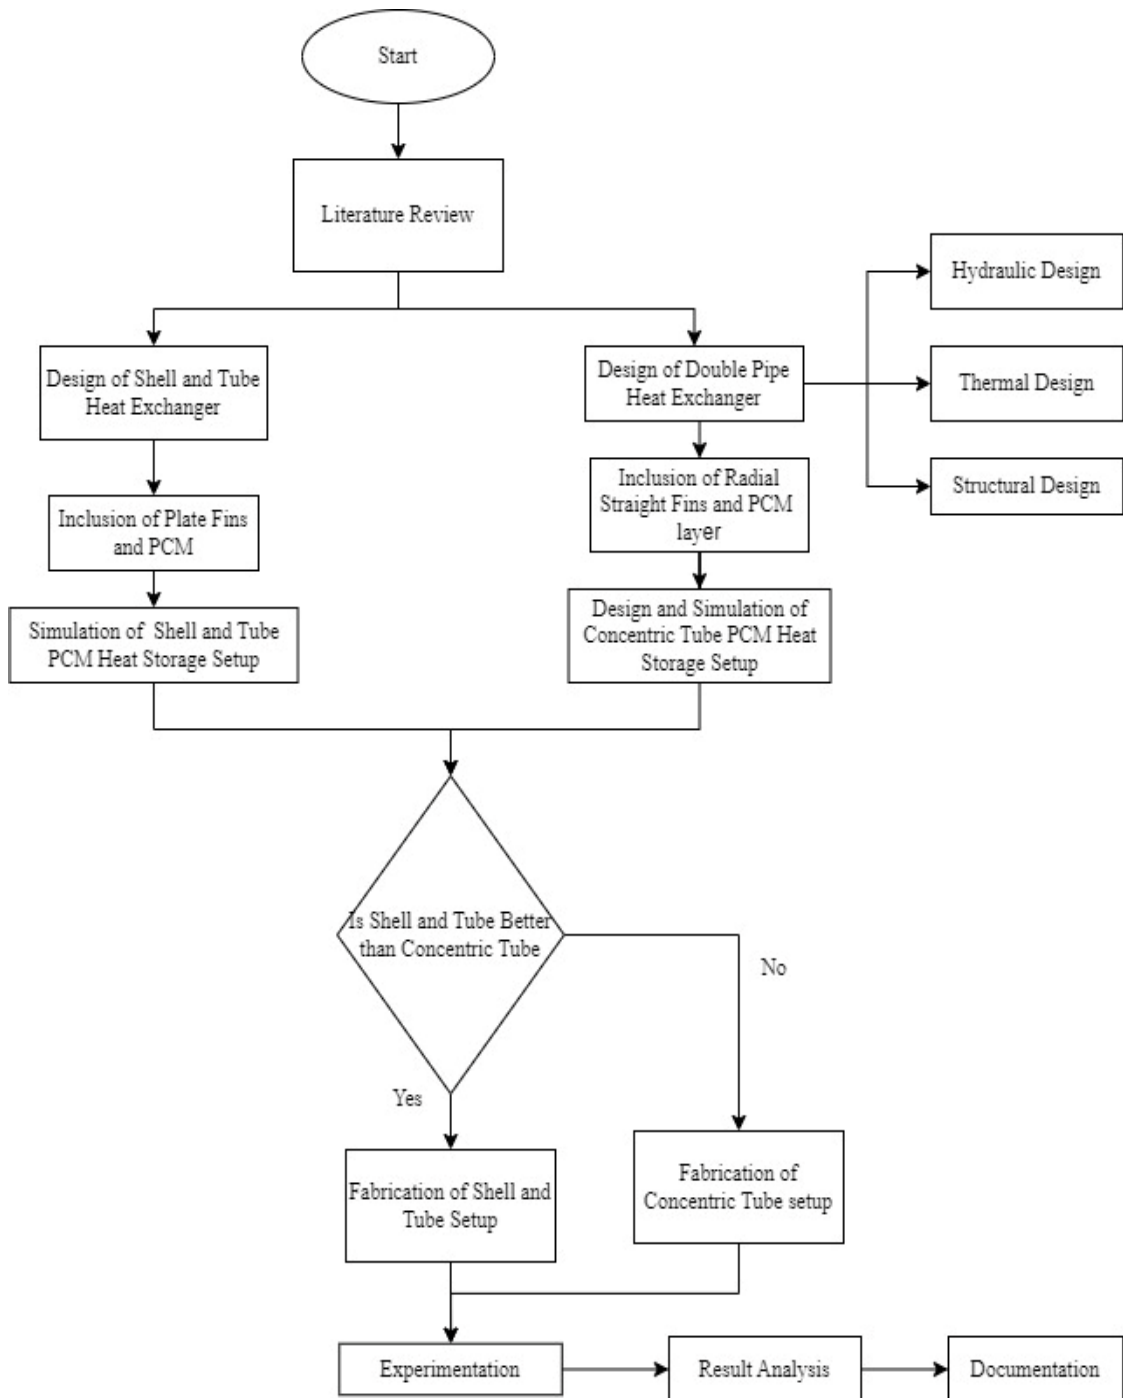 Start
Literature Review
Hydraulic Design
Design of Shell and Tube
Heat Exchanger
Design of Double Pipe
Heat Exchanger
Thermal Design
Inclusion of Plate Fins
and PCM
Inclusion of Radial
Straight Fins and PCM
layer
Structural Design
Simulation of Shell and Tube
PCM Heat Storage Setup
Design and Simulation of
Concentric Tube PCM Heat
Storage Setup
Is Shell and Tube Better
than Concentric Tube
No
Yes
Fabrication of Shell and
Tube Setup
Fabrication of
Concentric Tube setup
Experimentation
Result Analysis
Documentation